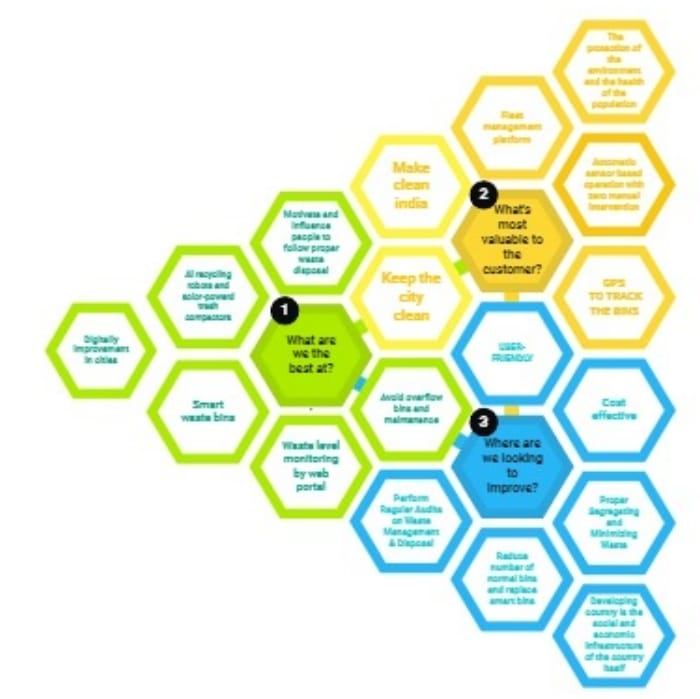 The
protection of
the
environment
and the health
of the
population
Fleet
management
platform
Make
clean
india
Automatic
sensor based
operation with
zero manual
intervention
2
What's
most
valuable to
the
customer?
Motivate and
influence
people to
follow proper
waste
disposal
AI recycling
robots and
solar-powerd
trash
compactors
Keep the
city
clean
GPS
TO TRACK
THE BINS
1
What are
we the
best at?
Digitally
improvement
in cities
USER-
FRIENDLY
Smart
waste bins
Avoid overflow
bins and
maintenance
Cost
effective
3
Where are
we looking
to
improve?
Waste level
monitoring
by web
portal
Perform
Regular Audits
on Waste
Management
& Disposal
Proper
Segregating
and
Minimizing
Waste
Reduce
number of
normal bins
and replace
smart bins
Developing
country is the
social and
economic
infrastructure
of the country
itself